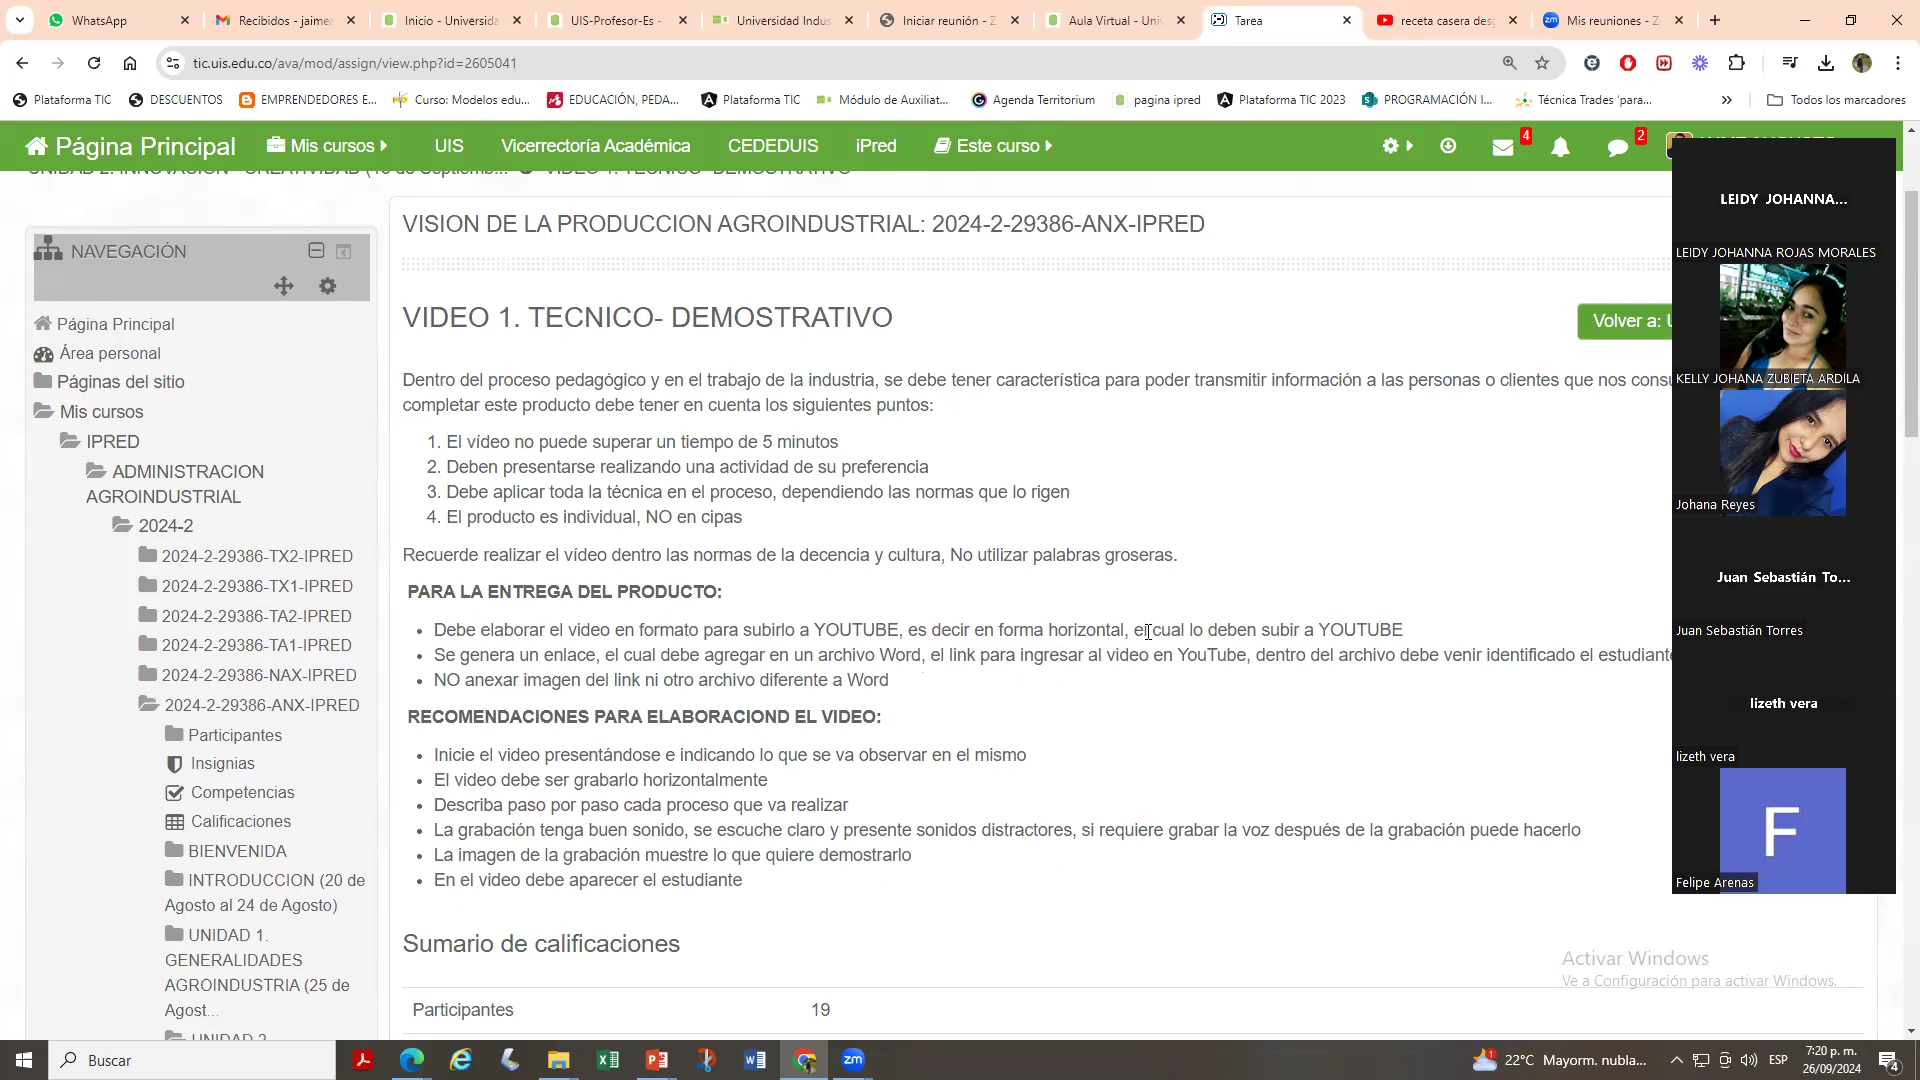 WhatsApp
Recibidos - jaimea
Inicio - Universida
UIS-Profesor-Es -
Universidad Indus
Iniciar reunión - Z
Aula Virtual - Univ
Tarea
receta casera des
Mis reuniones - Z
tic.uis.edu.co/ava/mod/assign/view.php?id=2605041
Plataforma TIC
DESCUENTOS
EMPRENDEDORES E...
Curso: Modelos edu...
EDUCACIÓN, PEDA...
Plataforma TIC
Módulo de Auxiliat...
Agenda Territorium
pagina ipred
Plataforma TIC 2023
PROGRAMACIÓN I...
Técnica Trades 'para...
Todos los marcadores
Página Principal
Mis cursos
UIS
Vicerrectoría Académica
CEDEDUIS
iPred
Este curso
4
2
VISION DE LA PRODUCCION AGROINDUSTRIAL: 2024-2-29386-ANX-IPRED
NAVEGACIÓN
Página Principal
Área personal
Páginas del sitio
Mis cursos
IPRED
ADMINISTRACION
AGROINDUSTRIAL
2024-2
2024-2-29386-TX2-IPRED
2024-2-29386-TX1-IPRED
2024-2-29386-TA2-IPRED
2024-2-29386-TA1-IPRED
2024-2-29386-NAX-IPRED
2024-2-29386-ANX-IPRED
Participantes
Insignias
Competencias
Calificaciones
BIENVENIDA
INTRODUCCION (20 de
Agosto al 24 de Agosto)
UNIDAD 1.
GENERALIDADES
AGROINDUSTRIA (25 de
Agost...
UNIDAD 2
VIDEO 1. TECNICO- DEMOSTRATIVO
Volver a: U
Dentro del proceso pedagógico y en el trabajo de la industria, se debe tener característica para poder transmitir información a las personas o clientes que nos consu
completar este producto debe tener en cuenta los siguientes puntos:
1. El vídeo no puede superar un tiempo de 5 minutos
2. Deben presentarse realizando una actividad de su preferencia
3. Debe aplicar toda la técnica en el proceso, dependiendo las normas que lo rigen
4. El producto es individual, NO en cipas
Recuerde realizar el vídeo dentro las normas de la decencia y cultura, No utilizar palabras groseras.
PARA LA ENTREGA DEL PRODUCTO:
• Debe elaborar el video en formato para subirlo a YOUTUBE, es decir en forma horizontal, el cual lo deben subir a YOUTUBE
• Se genera un enlace, el cual debe agregar en un archivo Word, el link para ingresar al video en YouTube, dentro del archivo debe venir identificado el estudiante
• NO anexar imagen del link ni otro archivo diferente a Word
RECOMENDACIONES PARA ELABORACIOND EL VIDEO:
• Inicie el video presentándose e indicando lo que se va observar en el mismo
• El video debe ser grabarlo horizontalmente
• Describa paso por paso cada proceso que va realizar
• La grabación tenga buen sonido, se escuche claro y presente sonidos distractores, si requiere grabar la voz después de la grabación puede hacerlo
• La imagen de la grabación muestre lo que quiere demostrarlo
• En el video debe aparecer el estudiante
Sumario de calificaciones
Participantes 19
LEIDY JOHANNA...
LEIDY JOHANNA ROJAS MORALES
KELLY JOHANA ZUBIETA ARDILA
Johana Reyes
Juan Sebastián To...
Juan Sebastián Torres
lizeth vera
lizeth vera
F
Felipe Arenas
Activar Windows
Ve a Configuración para activar Windows.
Buscar
22°C Mayorm. nubla...
ESP
7:20 p. m.
26/09/2024
4